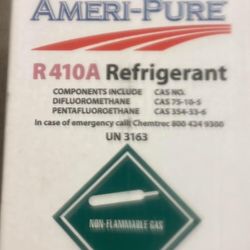 AMERI-PURE
R 410A Refrigerant
COMPONENTS INCLUDE CAS NO.
DIFLUOROMETHANE CAS 75-10-5
PENTAFLUOROETHANE CAS 354-33-6
In case of emergency call: Chemtrec 800 424 9300
UN 3163
NON-FLAMMABLE GAS